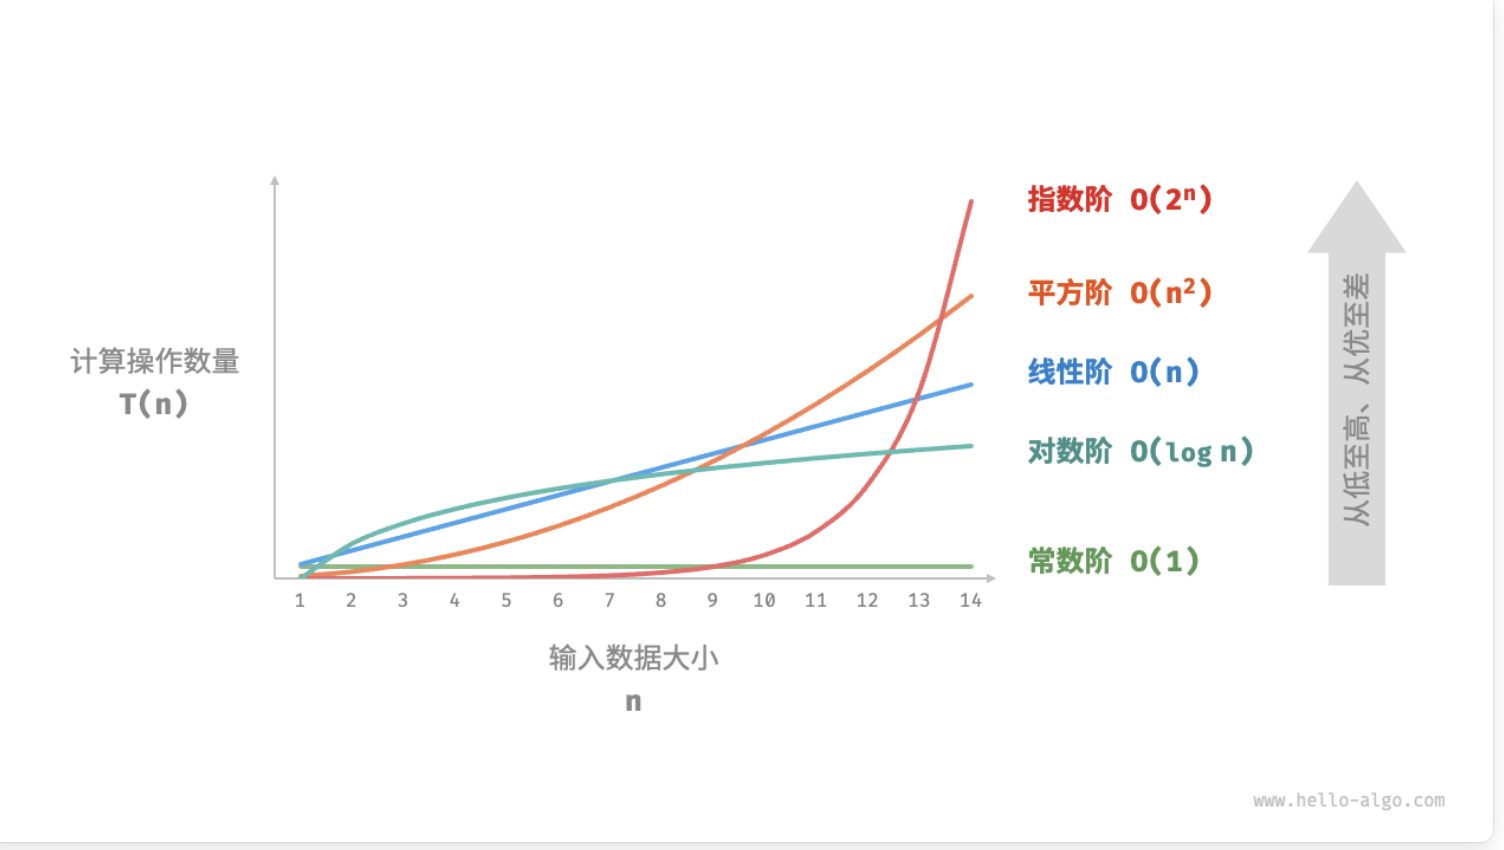 指数阶 O(2ⁿ)
平方阶 O(n²)
线性阶 O(n)
对数阶 O(log n)
常数阶 O(1)
从低至高、从优至差
计算操作数量
T(n)
1 2 3 4 5 6 7 8 9 10 11 12 13 14
输入数据大小
n
www.hello-algo.com